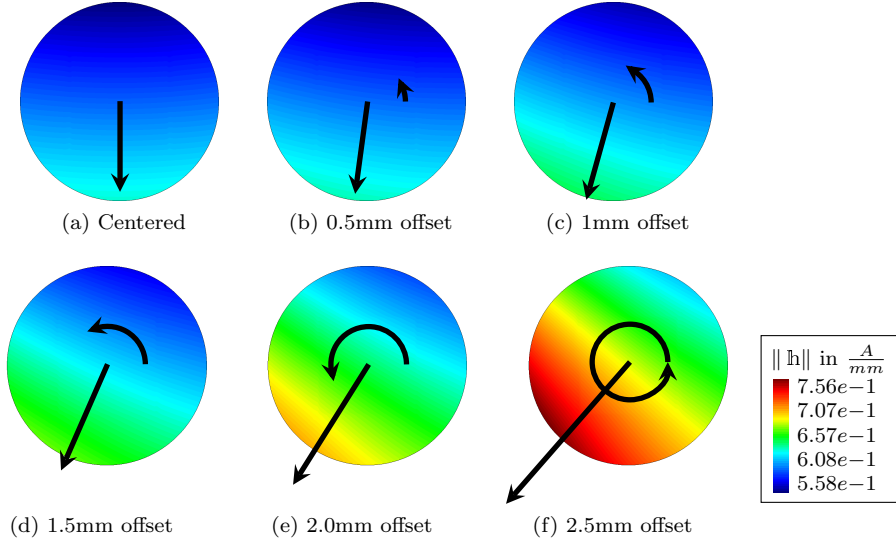 (a) Centered
(b) 0.5mm offset
(c) 1mm offset
(d) 1.5mm offset
(e) 2.0mm offset
(f) 2.5mm offset
‖ 𝕙‖ in A/mm
7.56e−1
7.07e−1
6.57e−1
6.08e−1
5.58e−1